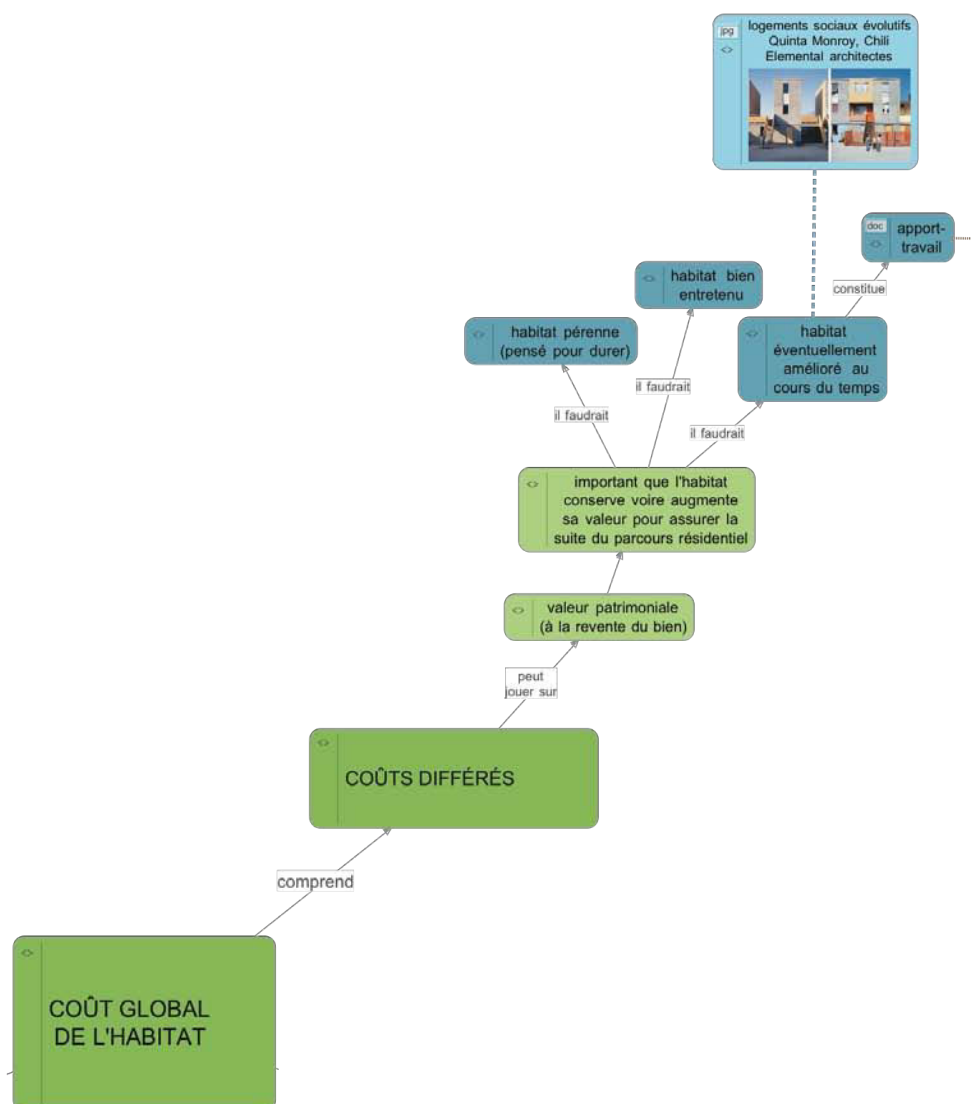 jpg
logements sociaux évolutifs
Quinta Monroy, Chili
Elemental architectes
doc
apport-
travail
constitue
habitat bien
entretenu
habitat pérenne
(pensé pour durer)
habitat
éventuellement
amélioré au
cours du temps
il faudrait
il faudrait
il faudrait
important que l'habitat
conserve voire augmente
sa valeur pour assurer la
suite du parcours résidentiel
valeur patrimoniale
(à la revente du bien)
peut
jouer sur
COÛTS DIFFÉRÉS
comprend
COÛT GLOBAL
DE L'HABITAT